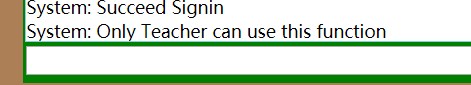 System: Succeed Signin
System: Only Teacher can use this function